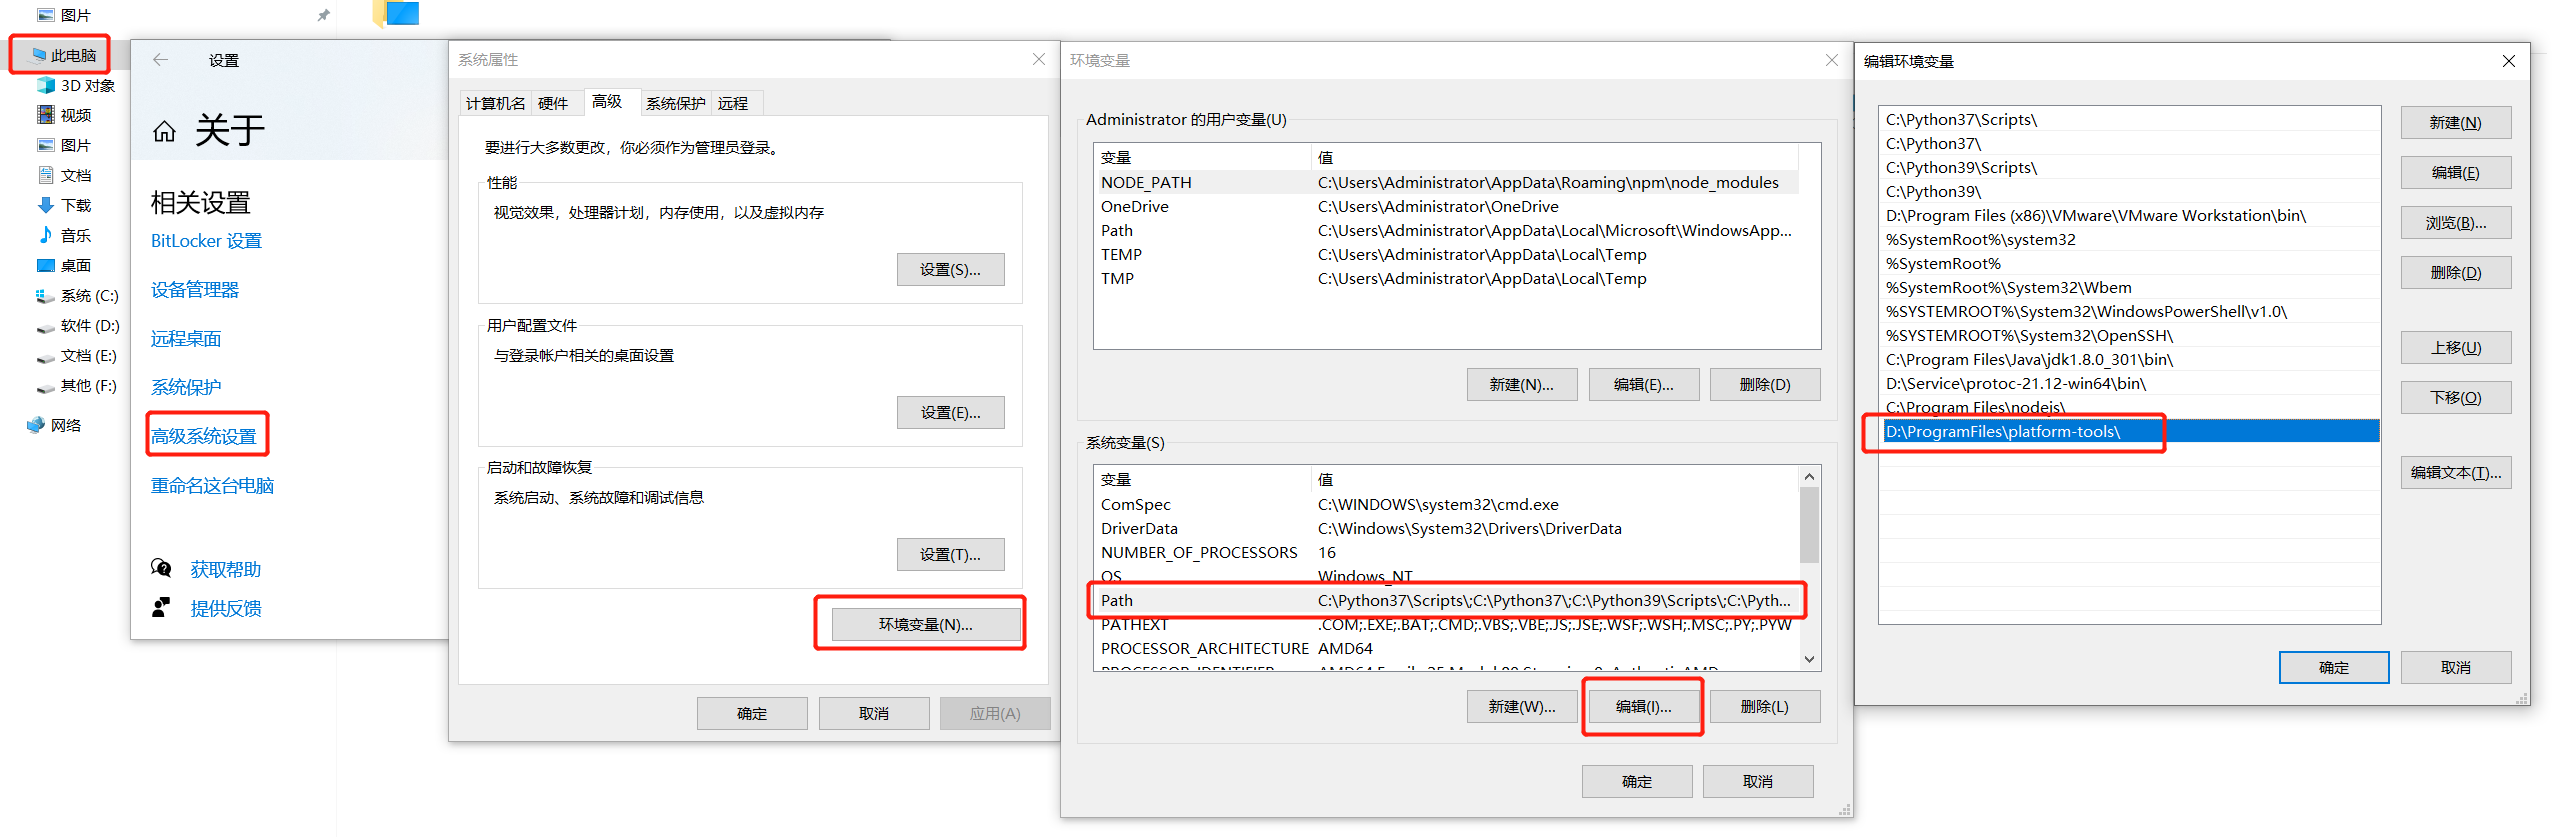 图片
此电脑
3D 对象
视频
图片
文档
下载
音乐
桌面
系统 (C:)
软件 (D:)
文档 (E:)
其他 (F:)
网络
设置
关于
相关设置
BitLocker 设置
设备管理器
远程桌面
系统保护
高级系统设置
重命名这台电脑
获取帮助
提供反馈
系统属性
计算机名 硬件 高级 系统保护 远程
要进行大多数更改，你必须作为管理员登录。
性能
视觉效果，处理器计划，内存使用，以及虚拟内存
设置(S)...
用户配置文件
与登录帐户相关的桌面设置
设置(E)...
启动和故障恢复
系统启动、系统故障和调试信息
设置(T)...
环境变量(N)...
确定 取消 应用(A)
环境变量
Administrator 的用户变量(U)
变量 值
NODE_PATH C:\Users\Administrator\AppData\Roaming\npm\node_modules
OneDrive C:\Users\Administrator\OneDrive
Path C:\Users\Administrator\AppData\Local\Microsoft\WindowsApp...
TEMP C:\Users\Administrator\AppData\Local\Temp
TMP C:\Users\Administrator\AppData\Local\Temp
新建(N)... 编辑(E)... 删除(D)
系统变量(S)
变量 值
ComSpec C:\WINDOWS\system32\cmd.exe
DriverData C:\Windows\System32\Drivers\DriverData
NUMBER_OF_PROCESSORS 16
OS Windows_NT
Path C:\Python37\Scripts\;C:\Python37\;C:\Python39\Scripts\;C:\Pyth...
PATHEXT .COM;.EXE;.BAT;.CMD;.VBS;.VBE;.JS;.JSE;.WSF;.WSH;.MSC;.PY;.PYW
PROCESSOR_ARCHITECTURE AMD64
新建(W)... 编辑(I)... 删除(L)
确定 取消
编辑环境变量
C:\Python37\Scripts\
C:\Python37\
C:\Python39\Scripts\
C:\Python39\
D:\Program Files (x86)\VMware\VMware Workstation\bin\
%SystemRoot%\system32
%SystemRoot%
%SystemRoot%\System32\Wbem
%SYSTEMROOT%\System32\WindowsPowerShell\v1.0\
%SYSTEMROOT%\System32\OpenSSH\
C:\Program Files\Java\jdk1.8.0_301\bin\
D:\Service\protoc-21.12-win64\bin\
C:\Program Files\nodejs\
D:\ProgramFiles\platform-tools\
新建(N)
编辑(E)
浏览(B)...
删除(D)
上移(U)
下移(O)
编辑文本(T)...
确定 取消